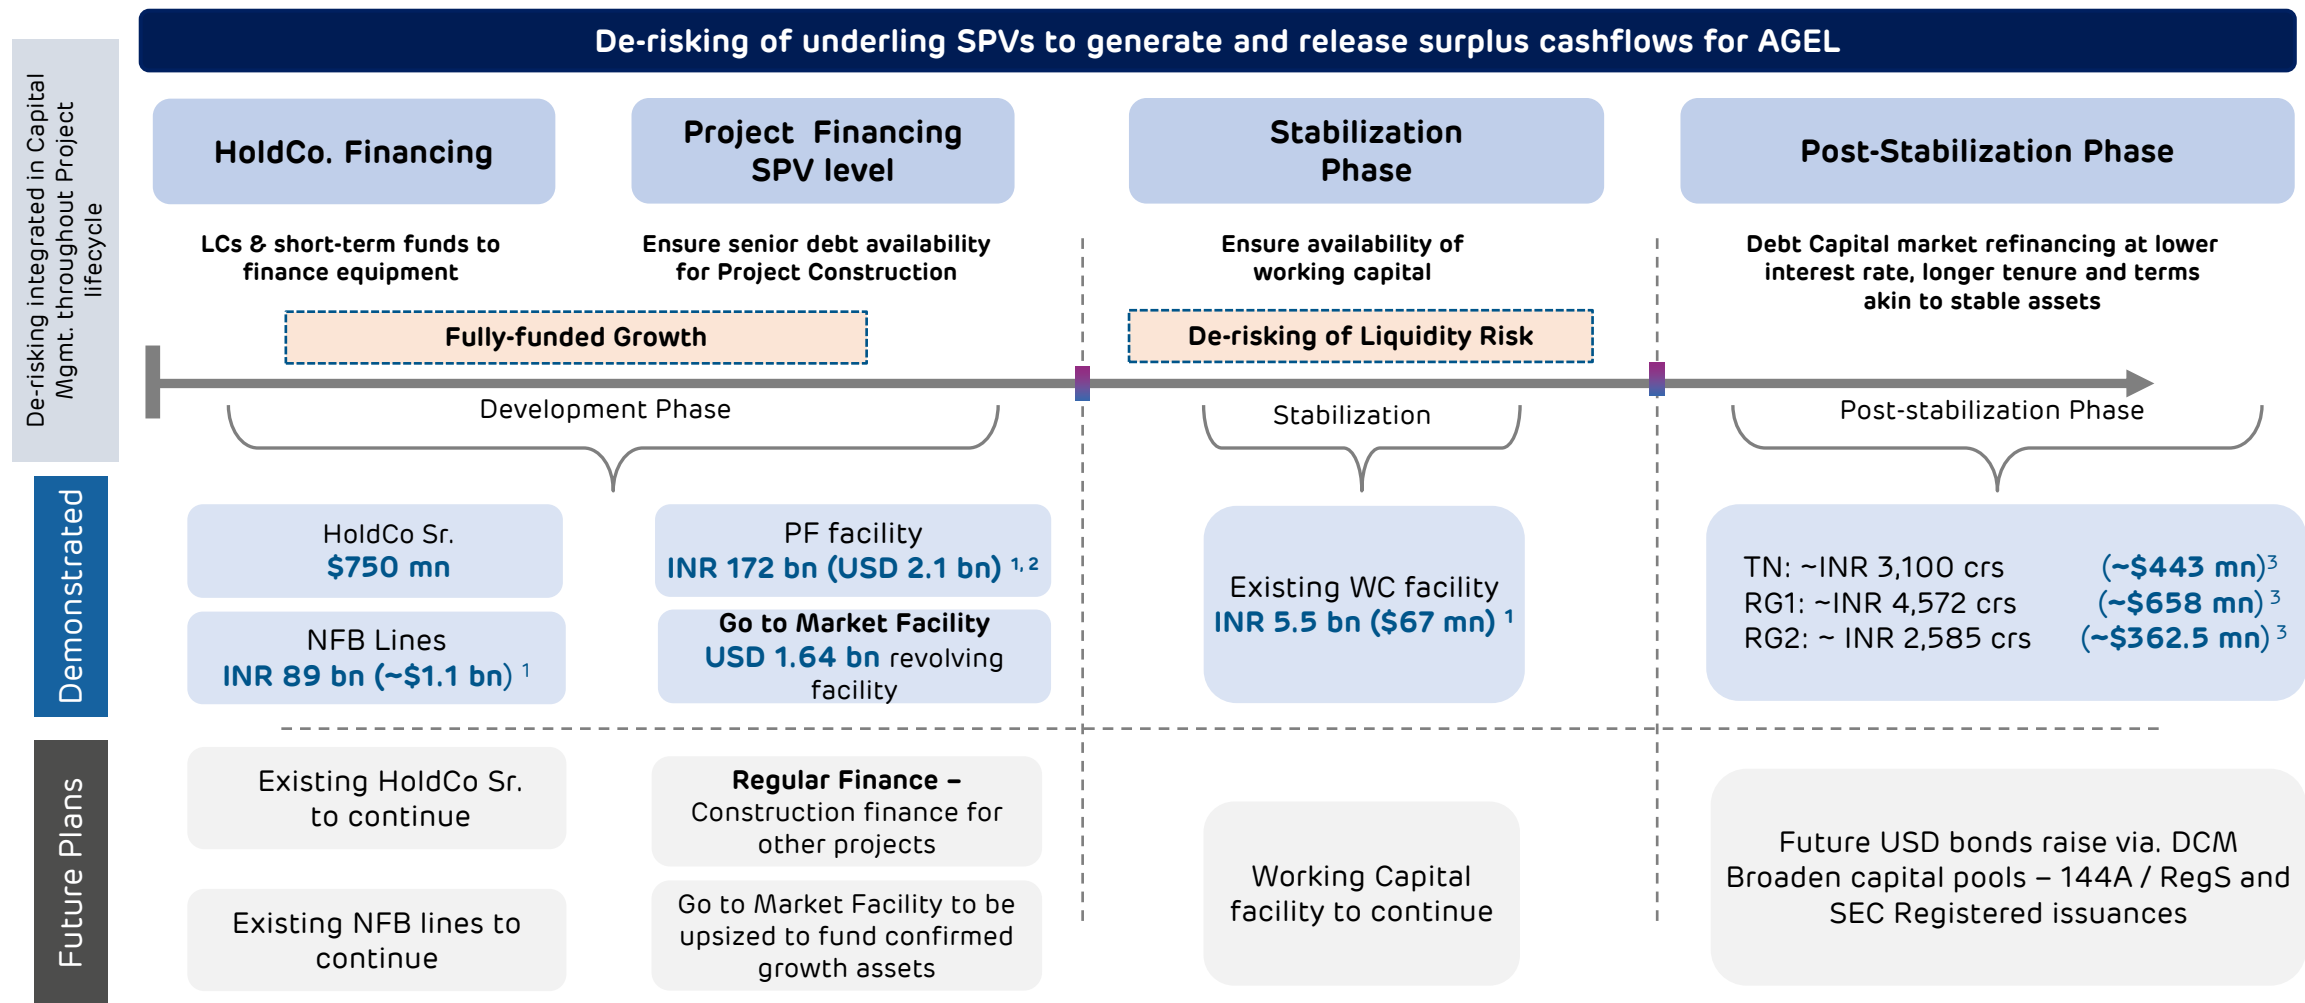 De-risking of underling SPVs to generate and release surplus cashflows for AGEL
De-risking integrated in Capital
Mgmt. throughout Project
lifecycle
HoldCo. Financing
Project Financing
SPV level
Stabilization
Phase
Post-Stabilization Phase
LCs & short-term funds to
finance equipment
Ensure senior debt availability
for Project Construction
Ensure availability of
working capital
Debt Capital market refinancing at lower
interest rate, longer tenure and terms
akin to stable assets
Fully-funded Growth
De-risking of Liquidity Risk
Development Phase
Stabilization
Post-stabilization Phase
Demonstrated
HoldCo Sr.
$750 mn
NFB Lines
INR 89 bn (~$1.1 bn) 1
PF facility
INR 172 bn (USD 2.1 bn) 1, 2
Go to Market Facility
USD 1.64 bn revolving
facility
Existing WC facility
INR 5.5 bn ($67 mn) 1
TN: ~INR 3,100 crs (~$443 mn)3
RG1: ~INR 4,572 crs (~$658 mn) 3
RG2: ~ INR 2,585 crs (~$362.5 mn) 3
Future Plans
Existing HoldCo Sr.
to continue
Existing NFB lines to
continue
Regular Finance –
Construction finance for
other projects
Go to Market Facility to be
upsized to fund confirmed
growth assets
Working Capital
facility to continue
Future USD bonds raise via. DCM
Broaden capital pools – 144A / RegS and
SEC Registered issuances